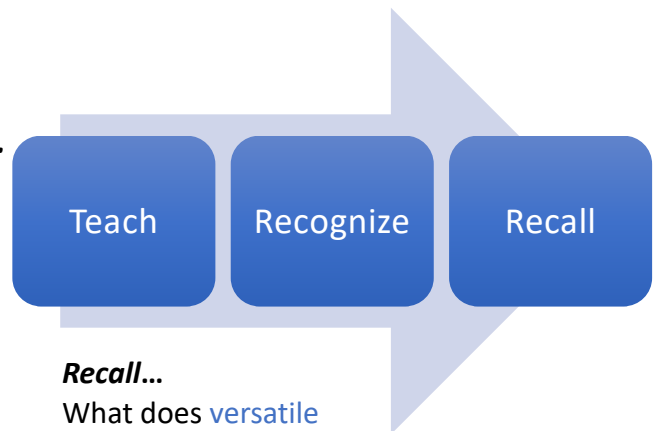 Teach
Recognize
Recall
Recall…
What does versatile